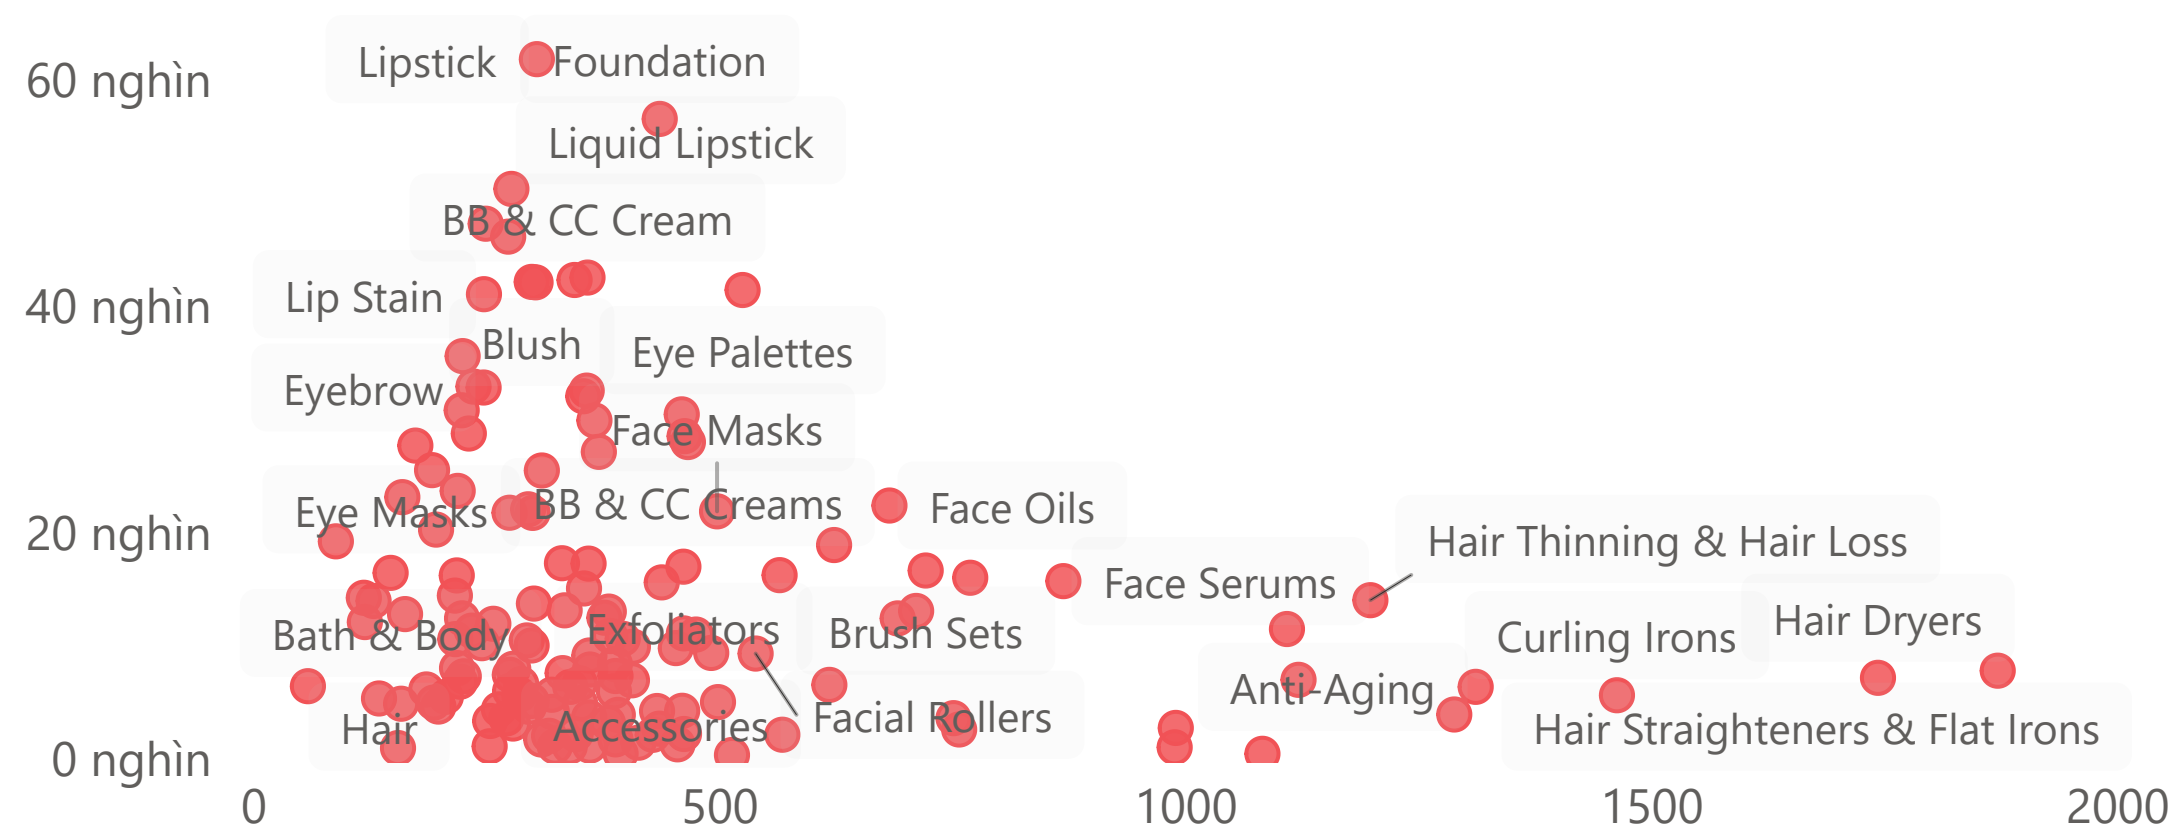 Lipstick
Foundation
60 nghìn
Liquid Lipstick
BB & CC Cream
Lip Stain
40 nghìn
Blush
Eye Palettes
Eyebrow
Face Masks
Eye Masks
BB & CC Creams
Face Oils
20 nghìn
Hair Thinning & Hair Loss
Face Serums
Hair Dryers
Bath & Body
Exfoliators
Brush Sets
Curling Irons
Anti-Aging
Hair
Accessories
Facial Rollers
Hair Straighteners & Flat Irons
0 nghìn
0
500
1000
1500
2000